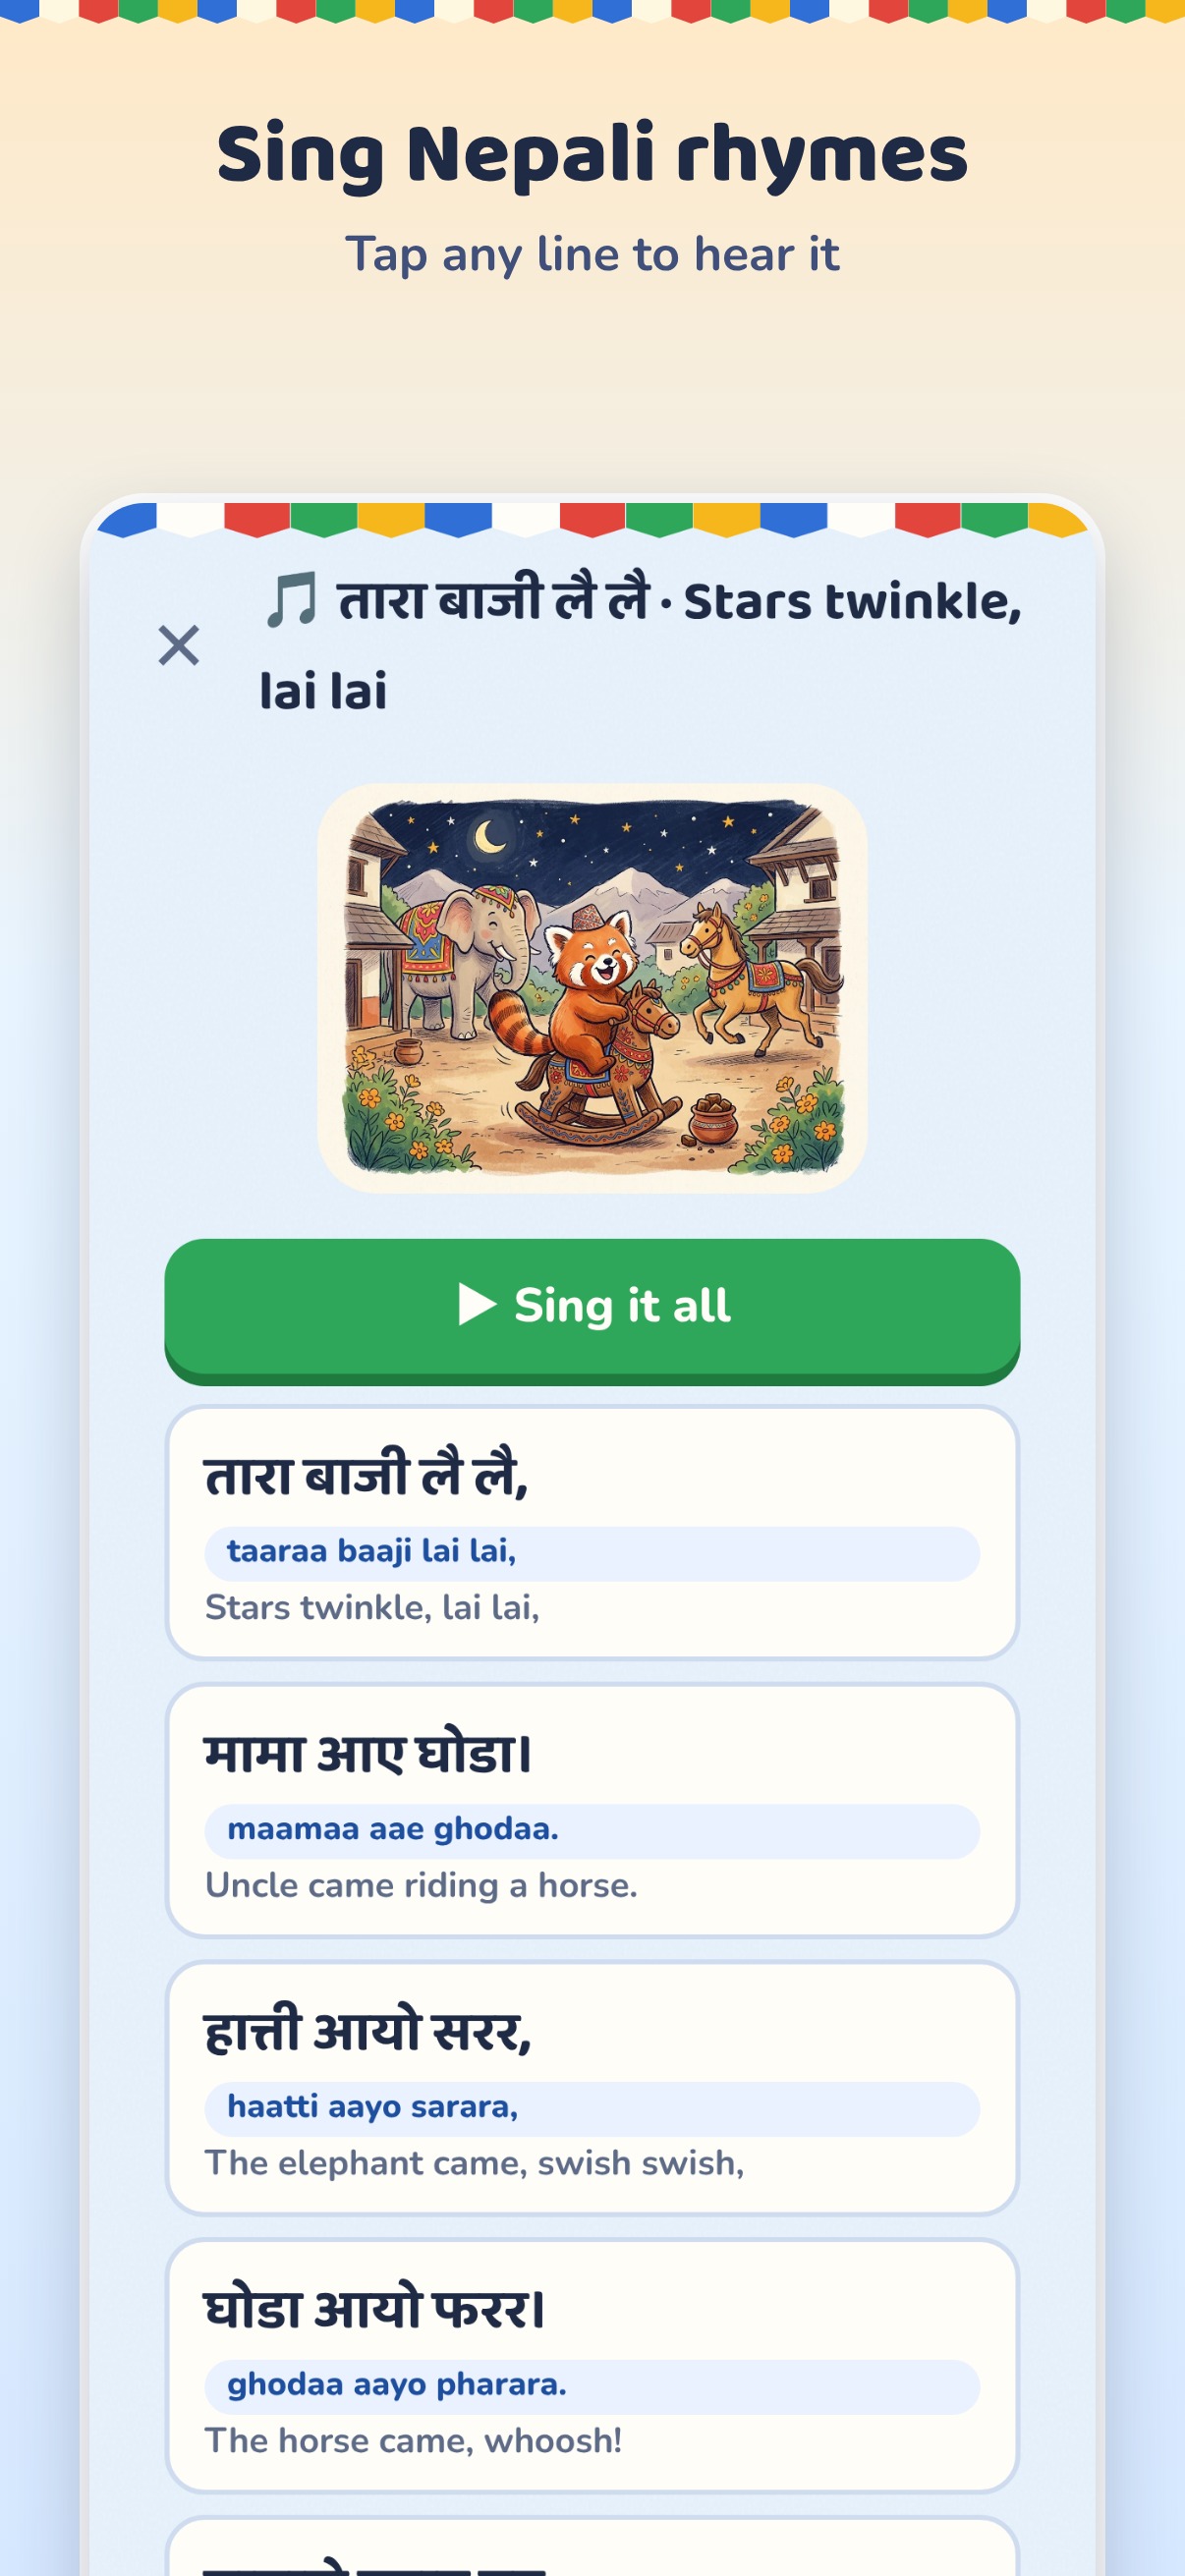 Sing Nepali rhymes
Tap any line to hear it
🎵 तारा बाजी लै लै · Stars twinkle,
lai lai
▶ Sing it all
तारा बाजी लै लै,
taaraa baaji lai lai,
Stars twinkle, lai lai,
मामा आए घोडा।
maamaa aae ghodaa.
Uncle came riding a horse.
हात्ती आयो सरर,
haatti aayo sarara,
The elephant came, swish swish,
घोडा आयो फरर।
ghodaa aayo pharara.
The horse came, whoosh!